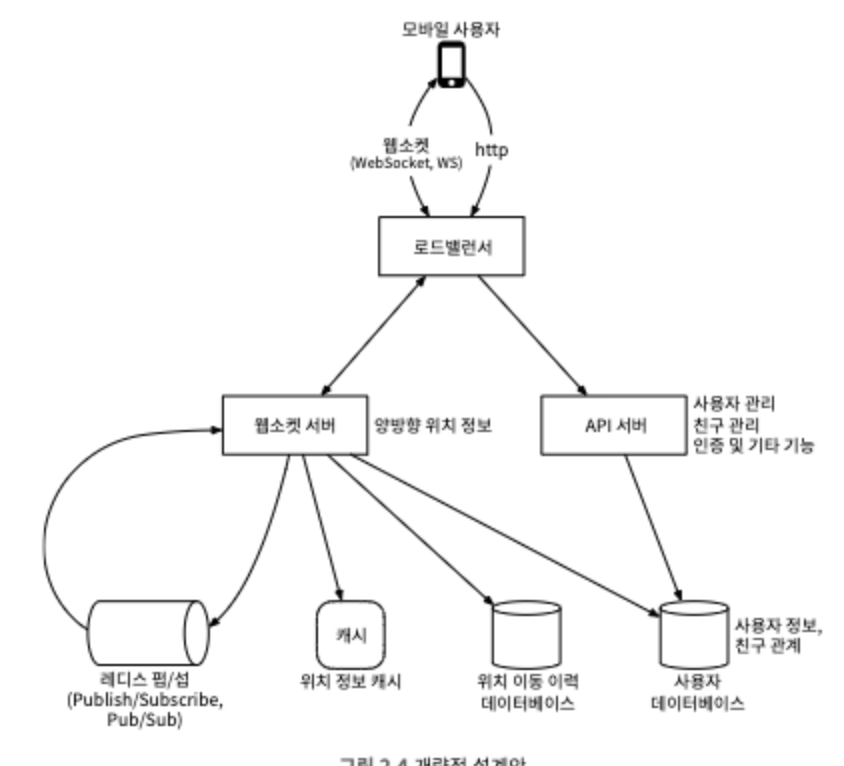 모바일 사용자
웹소켓
(WebSocket, WS)
http
로드밸런서
웹소켓 서버
양방향 위치 정보
API 서버
사용자 관리
친구 관리
인증 및 기타 기능
레디스 펍/섭
(Publish/Subscribe,
Pub/Sub)
캐시
위치 정보 캐시
위치 이동 이력
데이터베이스
사용자
데이터베이스
사용자 정보,
친구 관계
그림 2.4 개략적 설계안